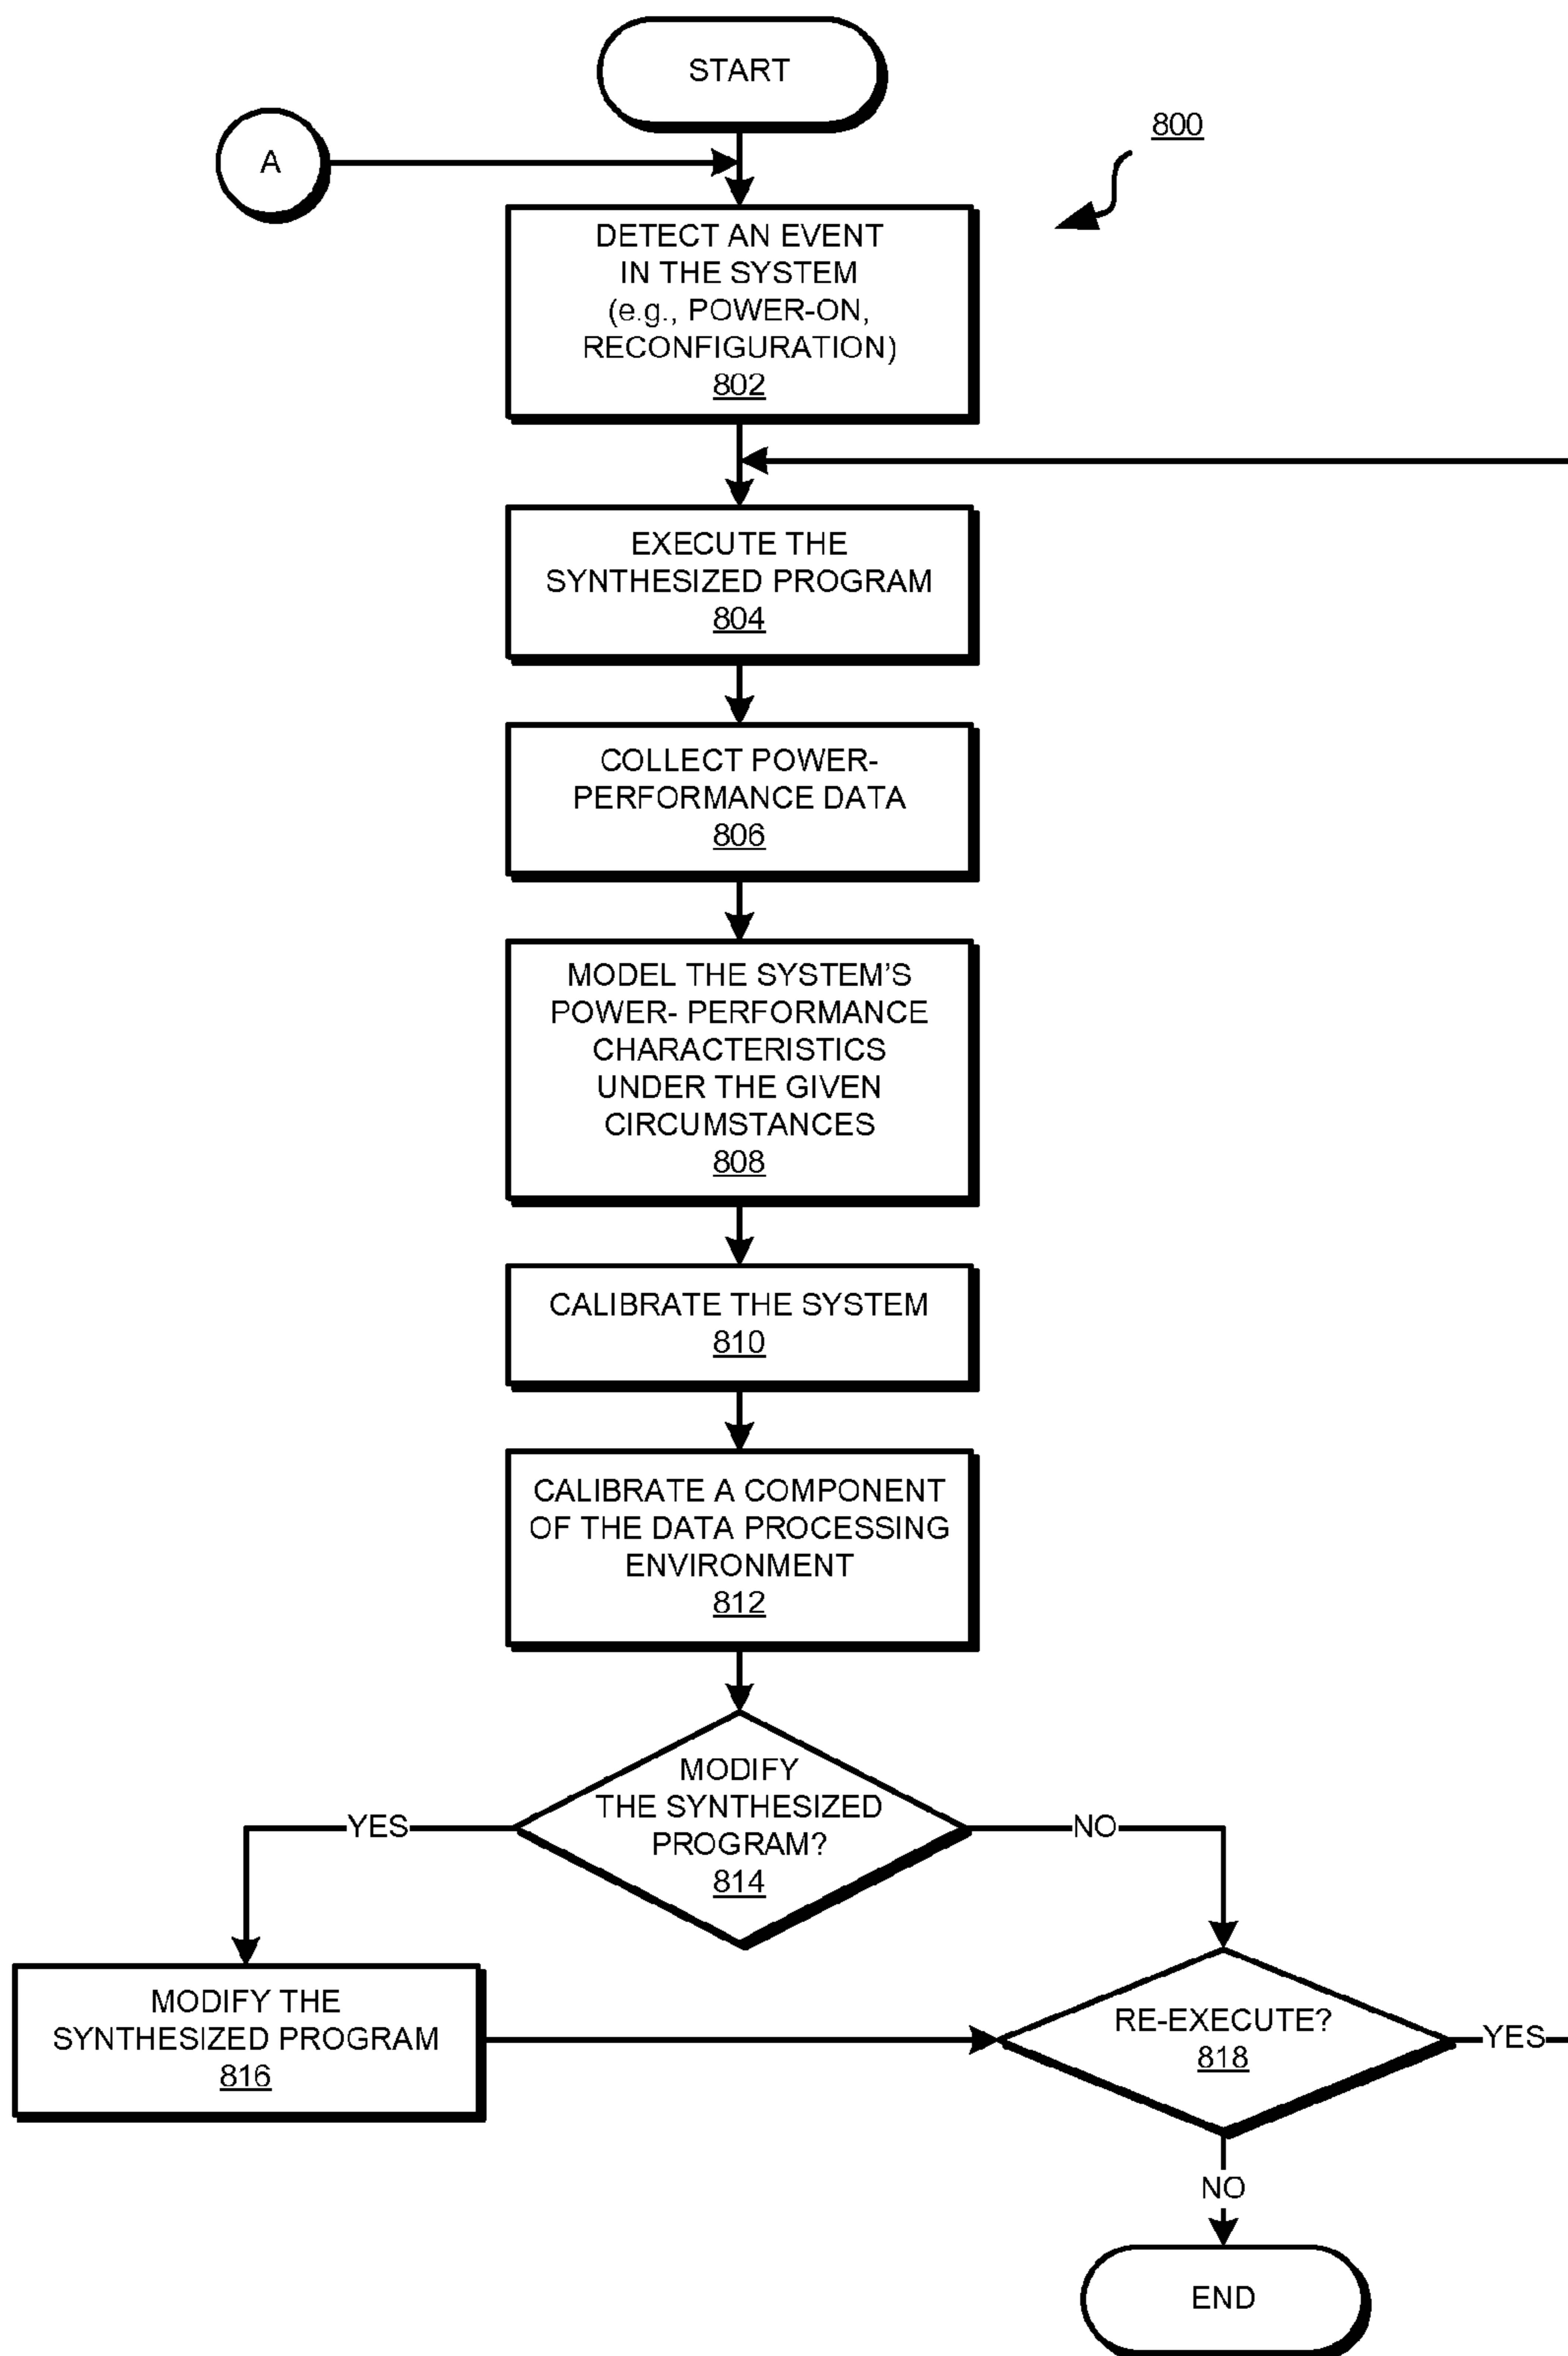 START
A
800
DETECT AN EVENT
IN THE SYSTEM
(e.g., POWER-ON,
RECONFIGURATION)
802
EXECUTE THE
SYNTHESIZED PROGRAM
804
COLLECT POWER-
PERFORMANCE DATA
806
MODEL THE SYSTEM'S
POWER- PERFORMANCE
CHARACTERISTICS
UNDER THE GIVEN
CIRCUMSTANCES
808
CALIBRATE THE SYSTEM
810
CALIBRATE A COMPONENT
OF THE DATA PROCESSING
ENVIRONMENT
812
MODIFY
THE SYNTHESIZED
PROGRAM?
814
YES
NO
MODIFY THE
SYNTHESIZED PROGRAM
816
RE-EXECUTE?
818
YES
NO
END